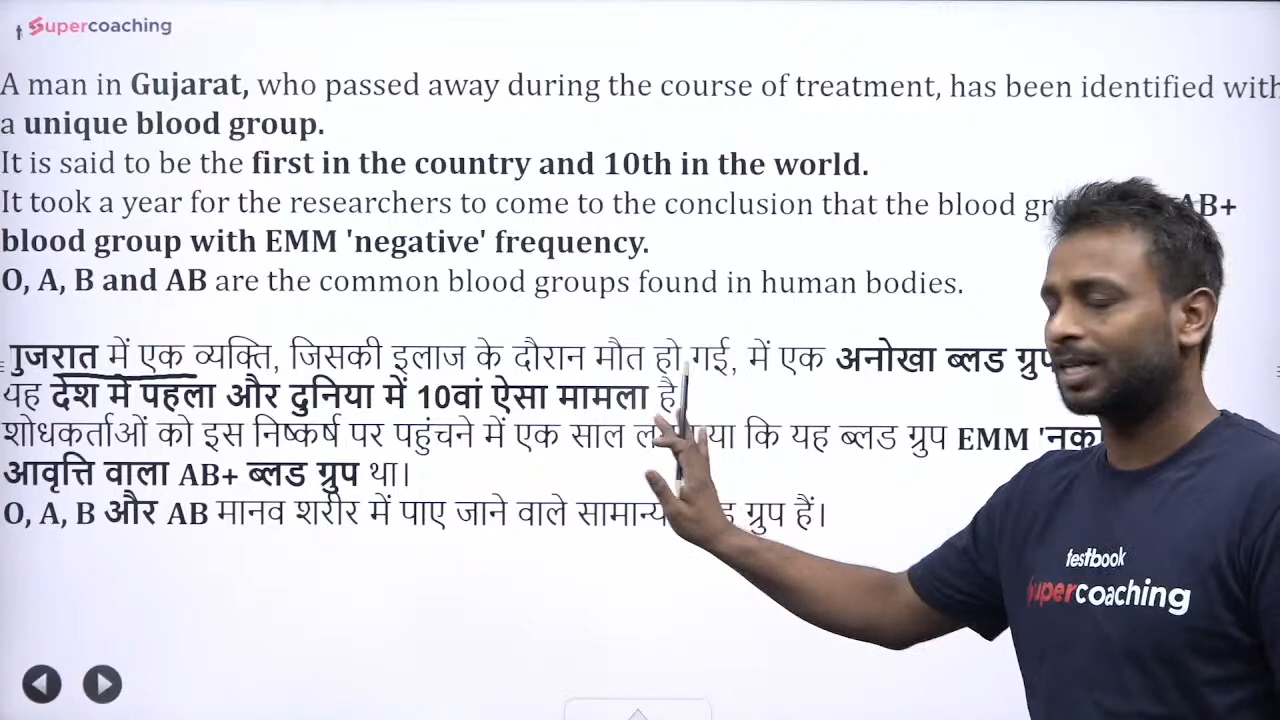 Supercoaching
A man in Gujarat, who passed away during the course of treatment, has been identified with
a unique blood group.
It is said to be the first in the country and 10th in the world.
It took a year for the researchers to come to the conclusion that the blood AB+
blood group with EMM 'negative' frequency.
O, A, B and AB are the common blood groups found in human bodies.
गुजरात में एक व्यक्ति, जिसकी इलाज के दौरान मौत हो गई, में एक अनोखा ब्लड
यह देश में पहला और दुनिया में 10वां ऐसा मामला है
शोधकर्ताओं को इस निष्कर्ष पर पहुंचने में एक साल कि यह ब्लड ग्रुप EMM
आवृत्ति वाला AB+ ब्लड ग्रुप था।
O, A, B और AB मानव शरीर में पाए जाने वाले सामान्य ग्रुप हैं।
testbook
supercoaching